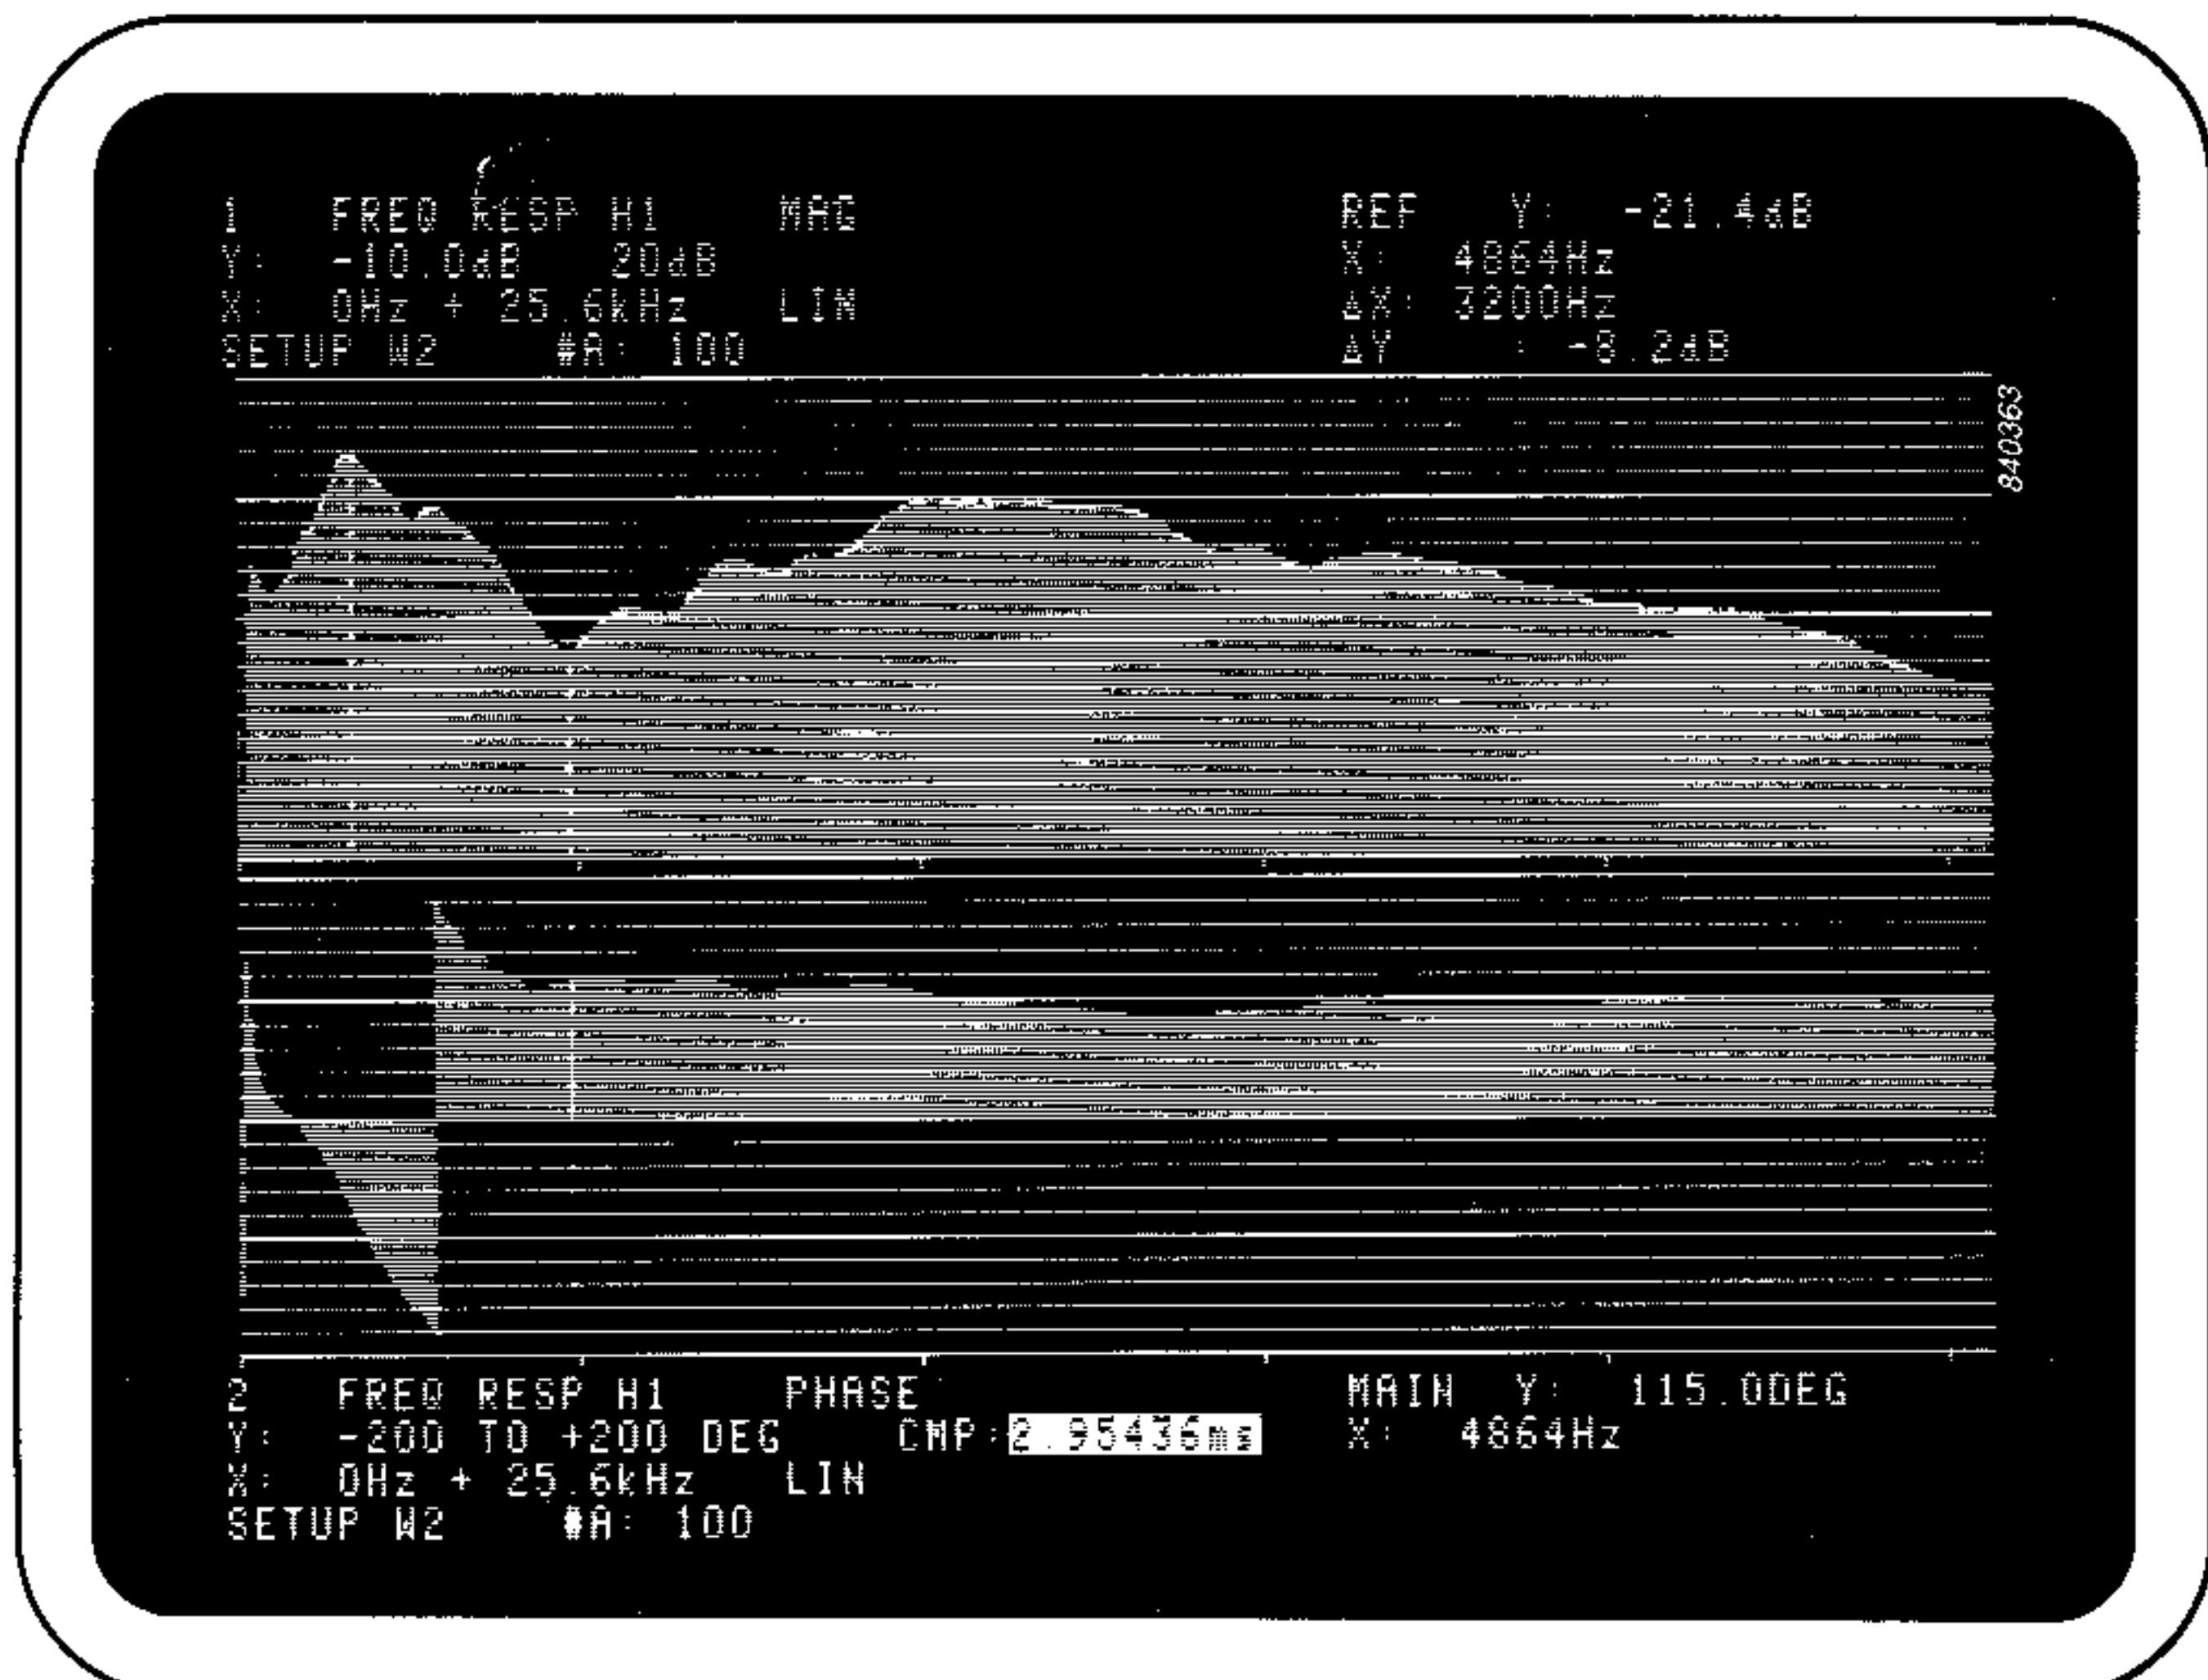 1 FREQ RESP H1 MAG
Y: -10.0dB 20dB
X: 0Hz + 25.6kHz LIN
SETUP W2 #A: 100
REF Y: -21.4dB
X: 4864Hz
ΔX: 3200Hz
ΔY : -8.2dB
840363
2 FREQ RESP H1 PHASE
Y: -200 TO +200 DEG CMP:2.95436ms
X: 0Hz + 25.6kHz LIN
SETUP W2 #A: 100
MAIN Y: 115.0DEG
X: 4864Hz